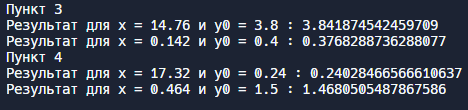 Пункт 3
Результат для x = 14.76 и y0 = 3.8 : 3.841874542459709
Результат для x = 0.142 и y0 = 0.4 : 0.3768288736288077
Пункт 4
Результат для x = 17.32 и y0 = 0.24 : 0.24028466566610637
Результат для x = 0.464 и y0 = 1.5 : 1.4680505487867586